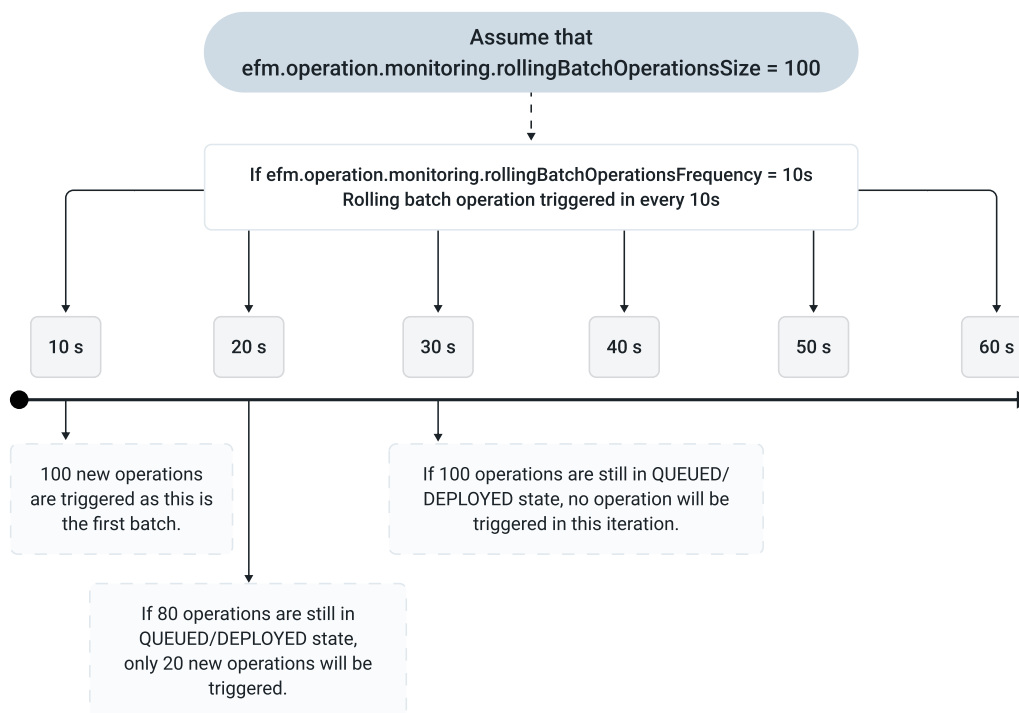 Assume that
efm.operation.monitoring.rollingBatchOperationsSize = 100
If efm.operation.monitoring.rollingBatchOperationsFrequency = 10s
Rolling batch operation triggered in every 10s
10 s
20 s
30 s
40 s
50 s
60 s
100 new operations
are triggered as this is
the first batch.
If 100 operations are still in QUEUED/
DEPLOYED state, no operation will be
triggered in this iteration.
If 80 operations are still in
QUEUED/DEPLOYED state,
only 20 new operations will be
triggered.